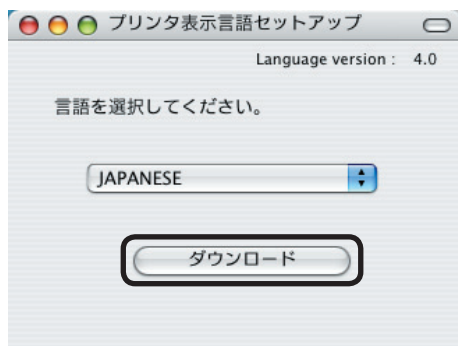 プリンタ表示言語セットアップ
Language version : 4.0
言語を選択してください。
JAPANESE
ダウンロード